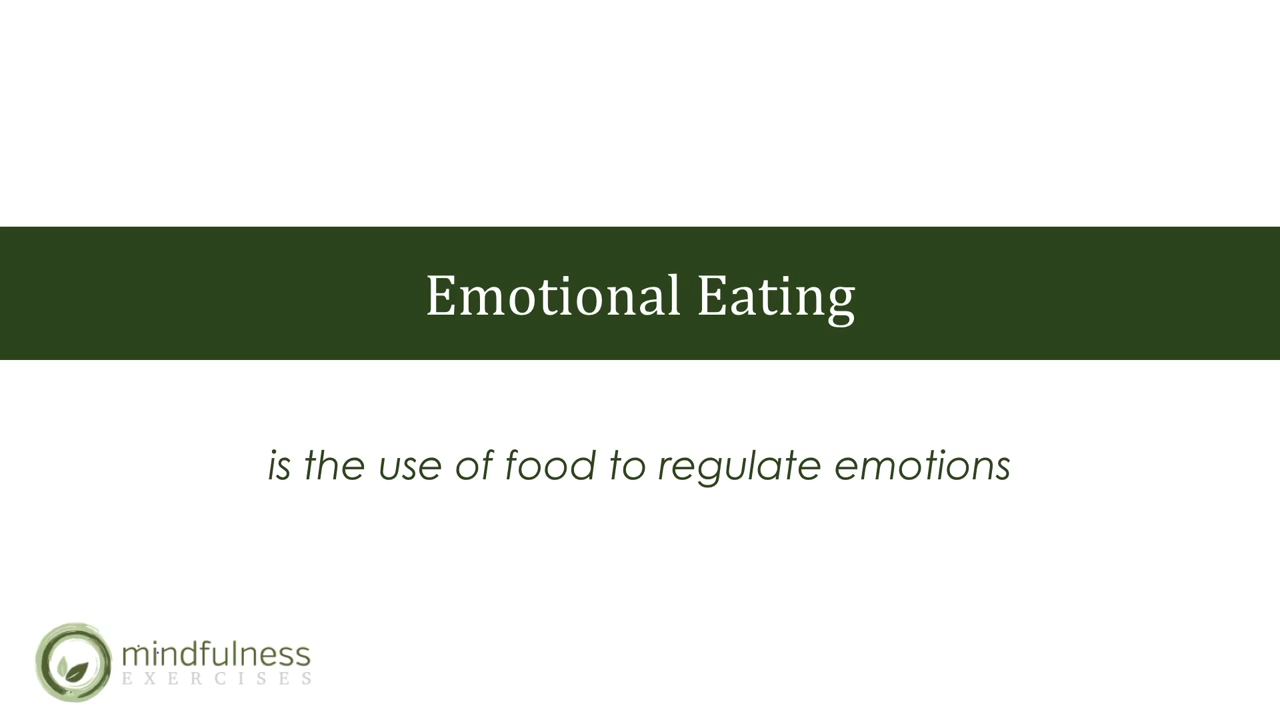 Emotional Eating
is the use of food to regulate emotions
mindfulness
EXERCISES